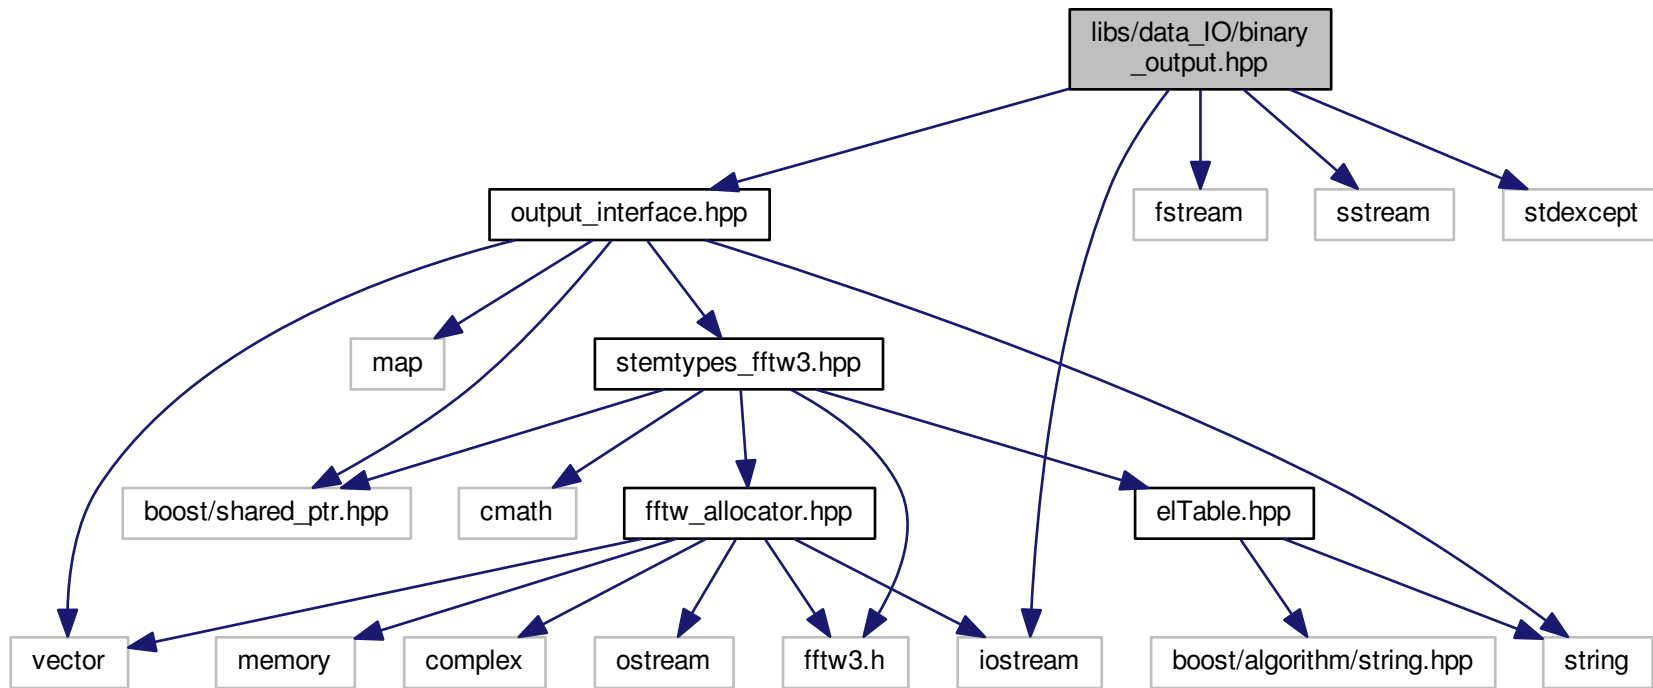 libs/data_IO/binary
_output.hpp
output_interface.hpp
fstream
sstream
stdexcept
map
stemtypes_fftw3.hpp
boost/shared_ptr.hpp
cmath
fftw_allocator.hpp
elTable.hpp
vector
memory
complex
ostream
fftw3.h
iostream
boost/algorithm/string.hpp
string